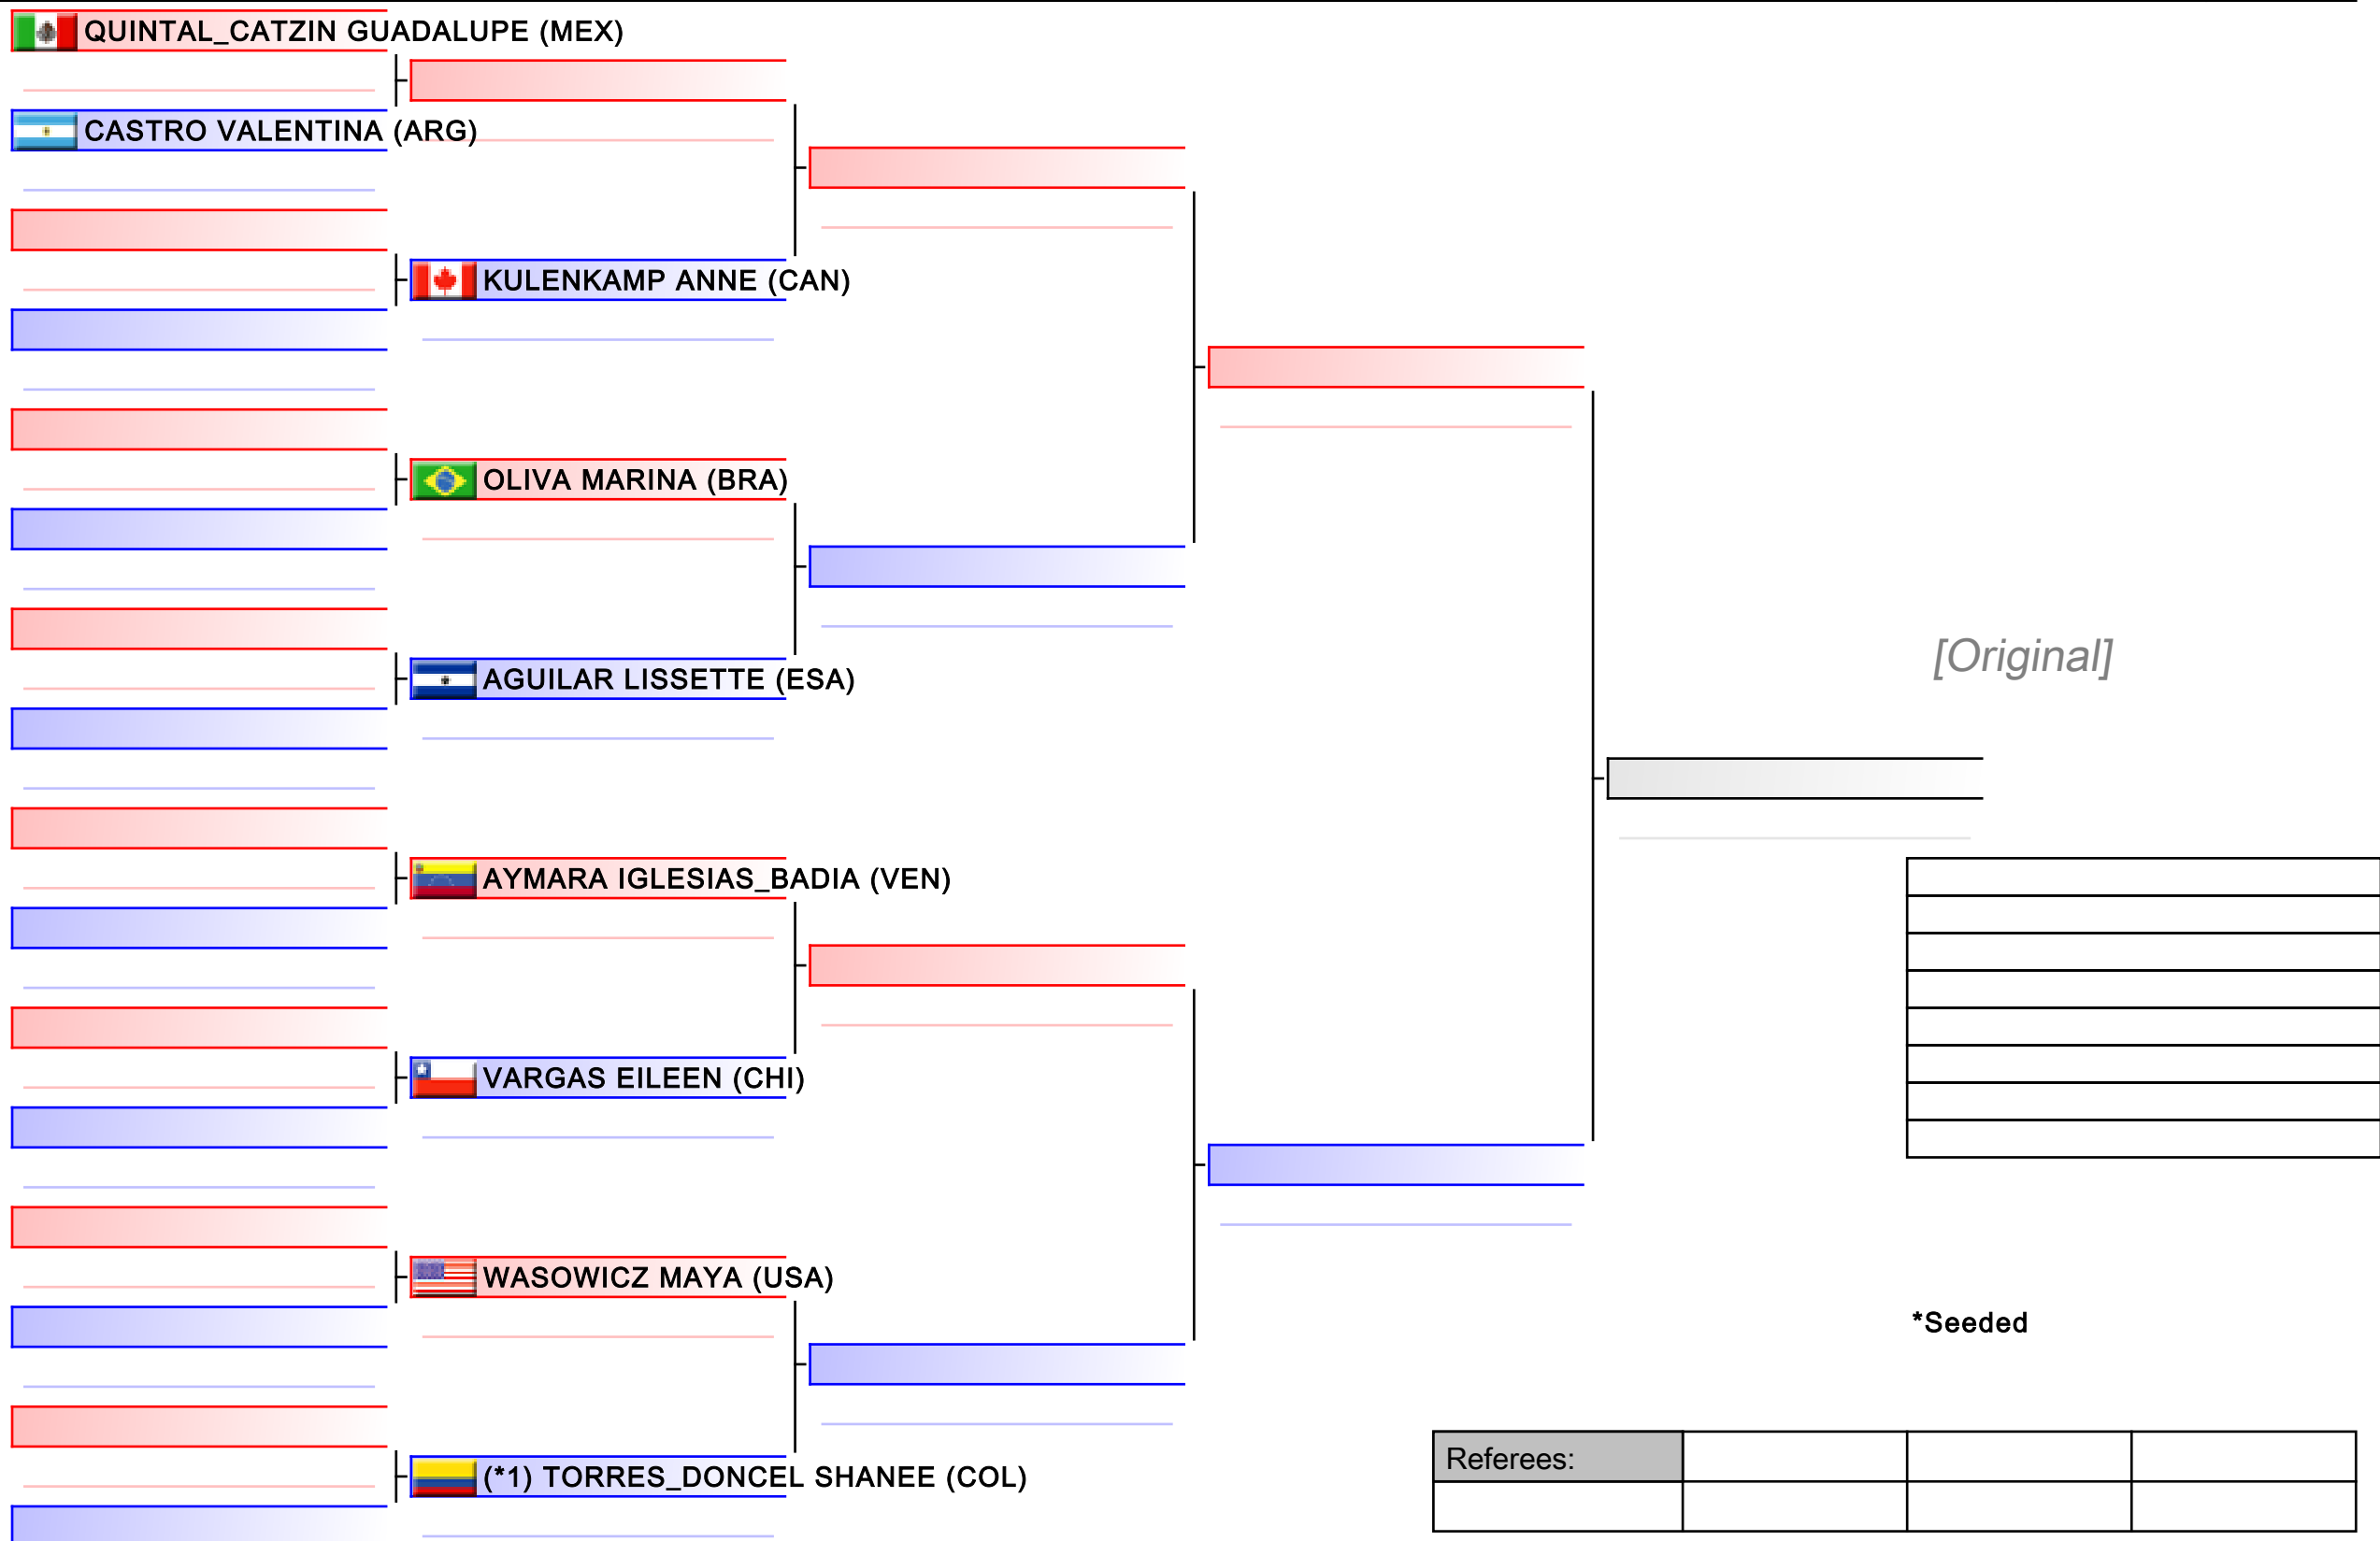 QUINTAL_CATZIN GUADALUPE (MEX)
CASTRO VALENTINA (ARG)
KULENKAMP ANNE (CAN)
OLIVA MARINA (BRA)
[Original]
AGUILAR LISSETTE (ESA)
AYMARA IGLESIAS_BADIA (VEN)
VARGAS EILEEN (CHI)
WASOWICZ MAYA (USA)
*Seeded
Referees:
(*1) TORRES_DONCEL SHANEE (COL)